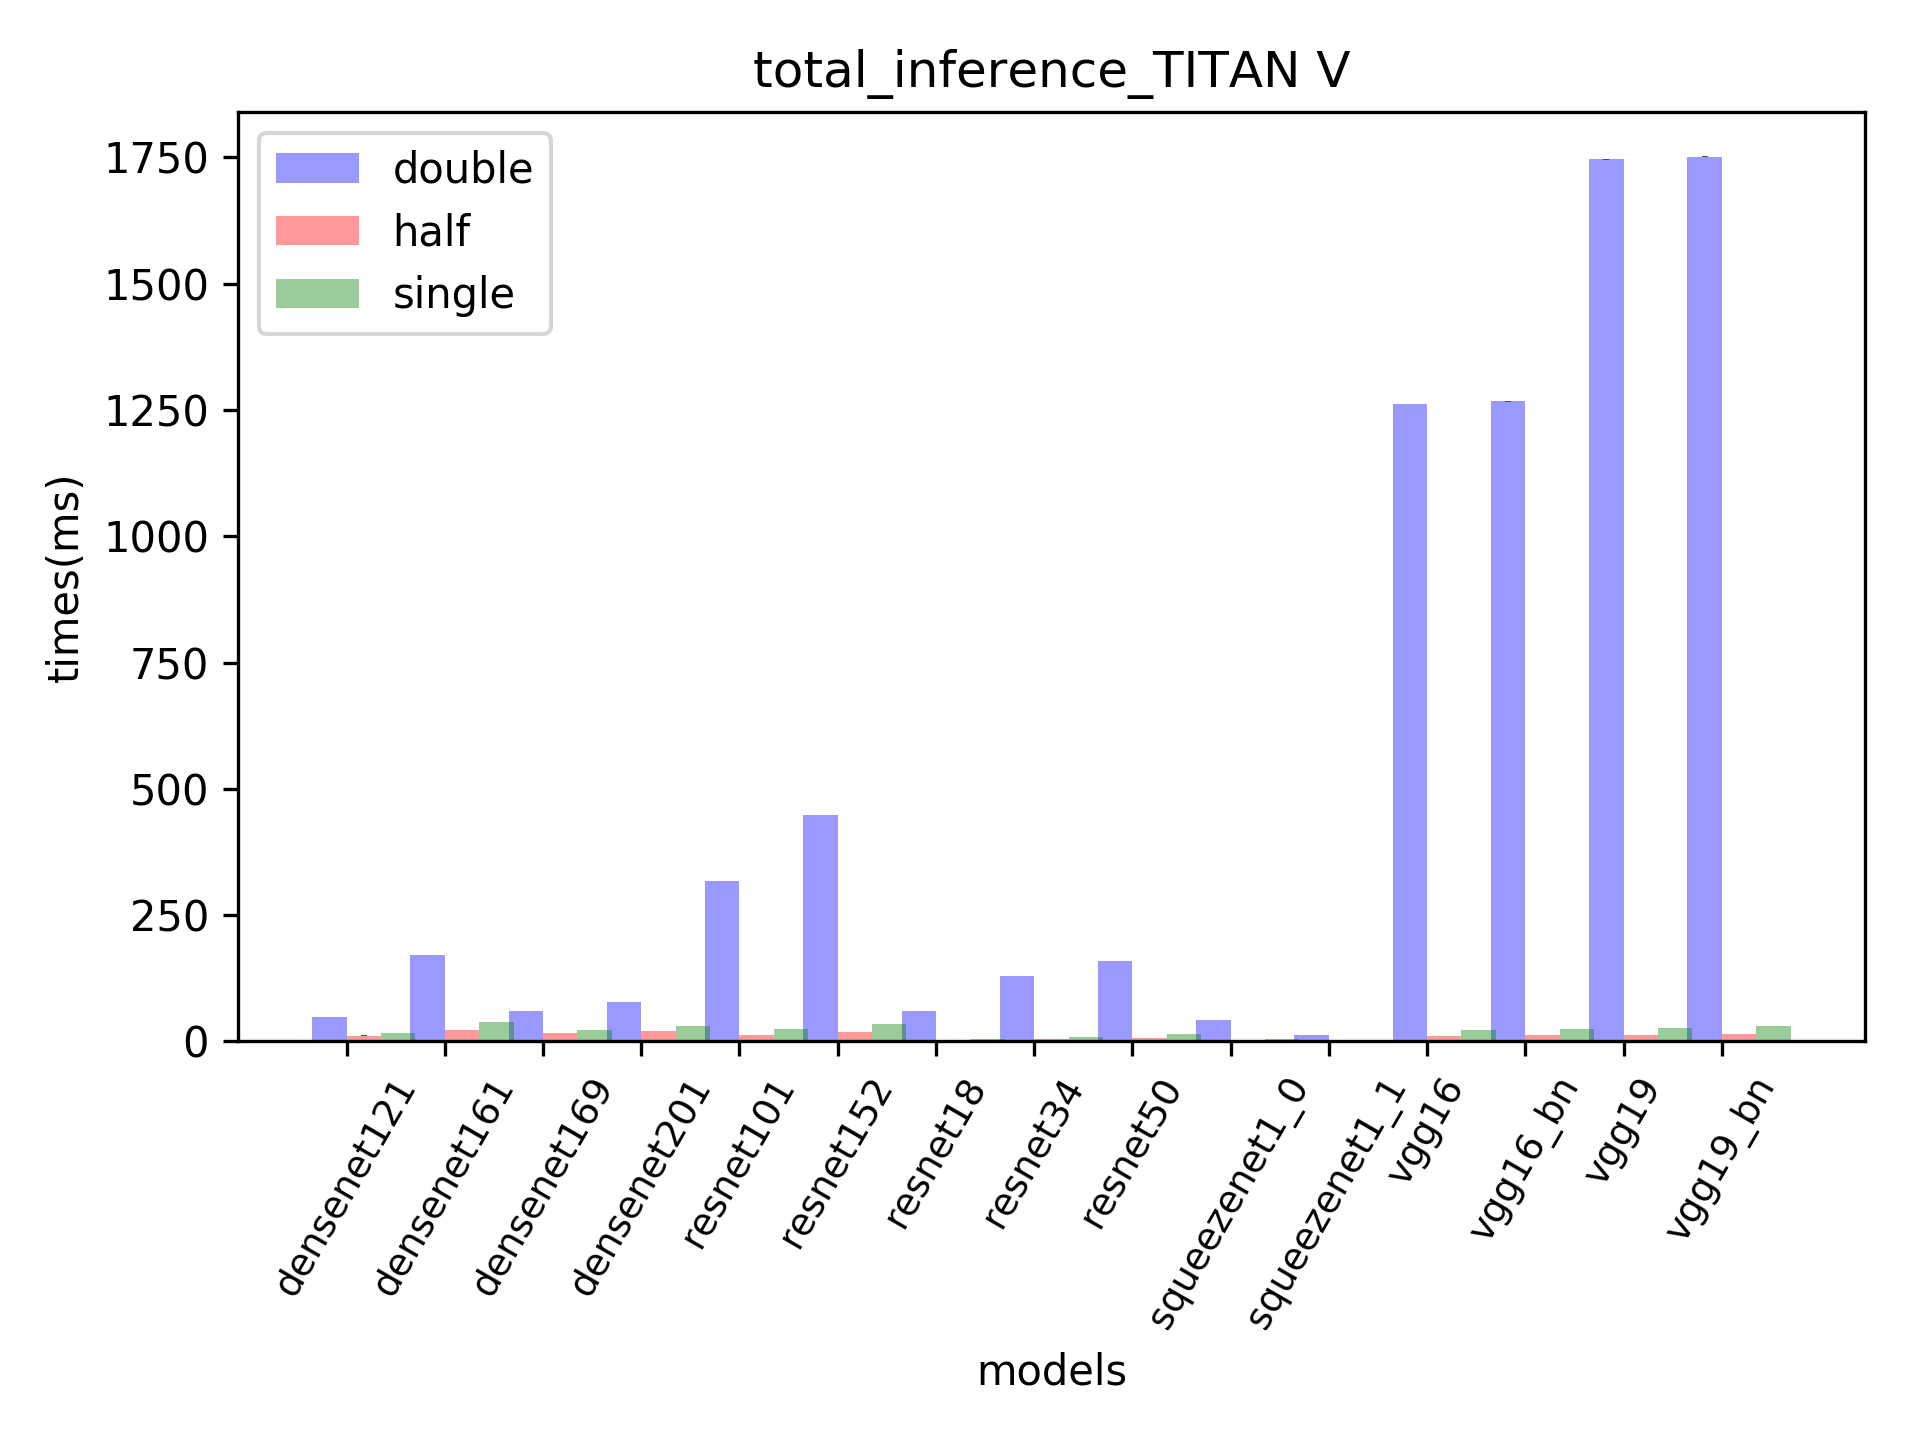 total_inference_TITAN V
double
half
single
1750
1500
1250
1000
750
500
250
0
times(ms)
densenet121
densenet161
densenet169
densenet201
resnet101
resnet152
resnet18
resnet34
resnet50
squeezenet1_0
squeezenet1_1
vgg16
vgg16_bn
vgg19
vgg19_bn
models